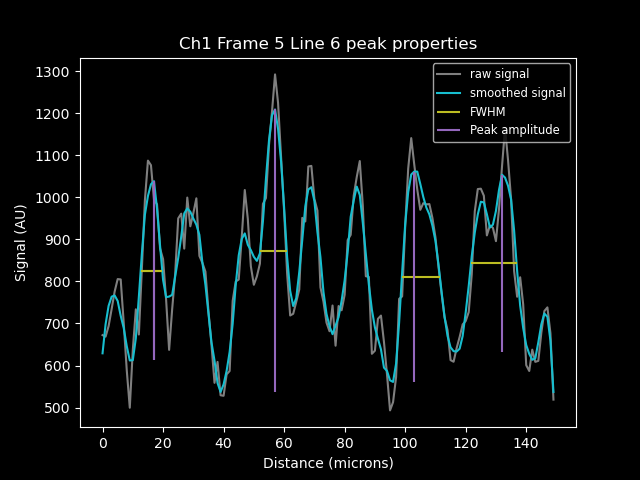 Ch1 Frame 5 Line 6 peak properties
raw signal
smoothed signal
FWHM
Peak amplitude
1300
1200
1100
1000
900
800
700
600
500
Signal (AU)
0 20 40 60 80 100 120 140
Distance (microns)